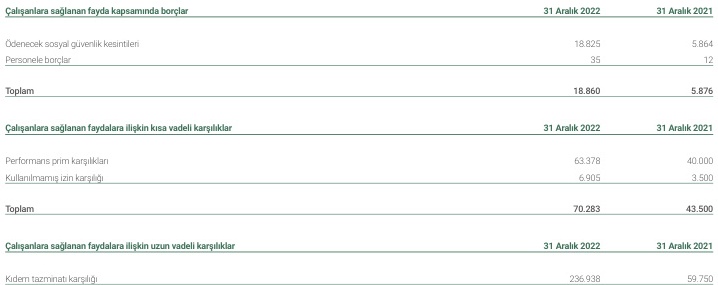 Çalışanlara sağlanan fayda kapsamında borçlar 31 Aralık 2022 31 Aralık 2021
Ödenecek sosyal güvenlik kesintileri 18.825 5.864
Personele borçlar 35 12
Toplam 18.860 5.876
Çalışanlara sağlanan faydalara ilişkin kısa vadeli karşılıklar 31 Aralık 2022 31 Aralık 2021
Performans prim karşılıkları 63.378 40.000
Kullanılmamış izin karşılığı 6.905 3.500
Toplam 70.283 43.500
Çalışanlara sağlanan faydalara ilişkin uzun vadeli karşılıklar 31 Aralık 2022 31 Aralık 2021
Kıdem tazminatı karşılığı 236.938 59.750